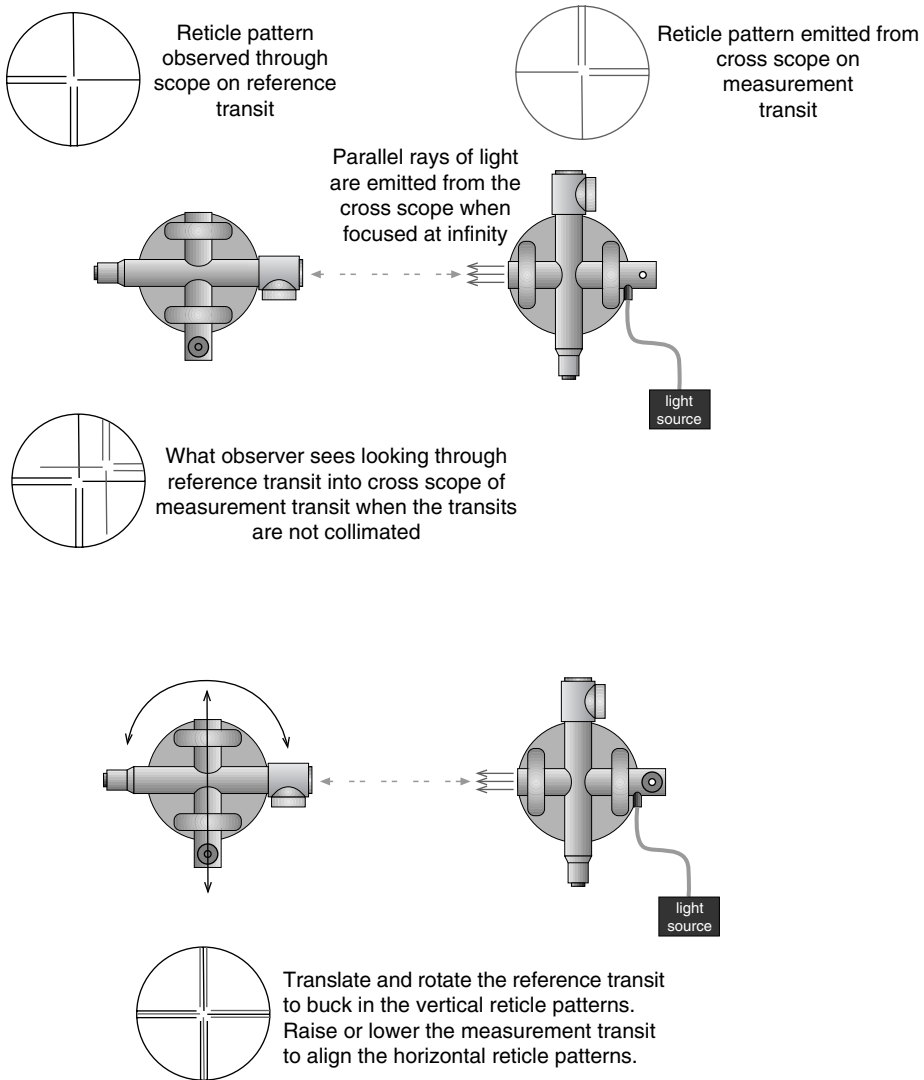 Reticle pattern
observed through
scope on reference
transit
Reticle pattern emitted from
cross scope on
measurement
transit
Parallel rays of light
are emitted from the
cross scope when
focused at infinity
light
source
What observer sees looking through
reference transit into cross scope of
measurement transit when the transits
are not collimated
light
source
Translate and rotate the reference transit
to buck in the vertical reticle patterns.
Raise or lower the measurement transit
to align the horizontal reticle patterns.